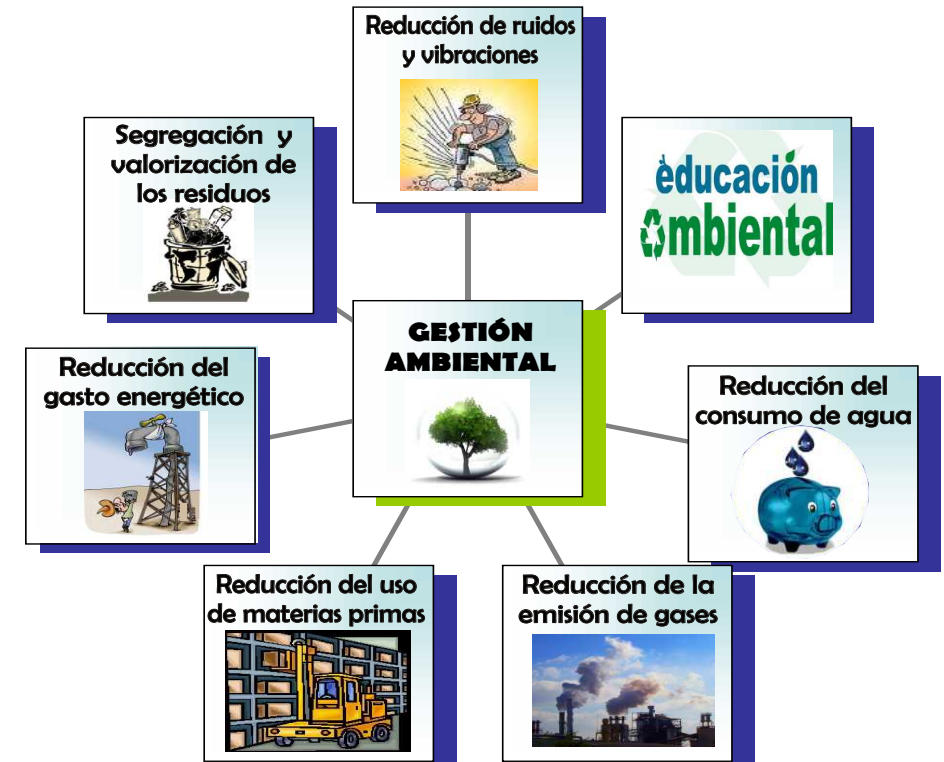 Reducción de ruidos
y vibraciones
Segregación y
valorización de
los residuos
educación
ambiental
GESTIÓN
AMBIENTAL
Reducción del
gasto energético
Reducción del
consumo de agua
Reducción del uso
de materias primas
Reducción de la
emisión de gases